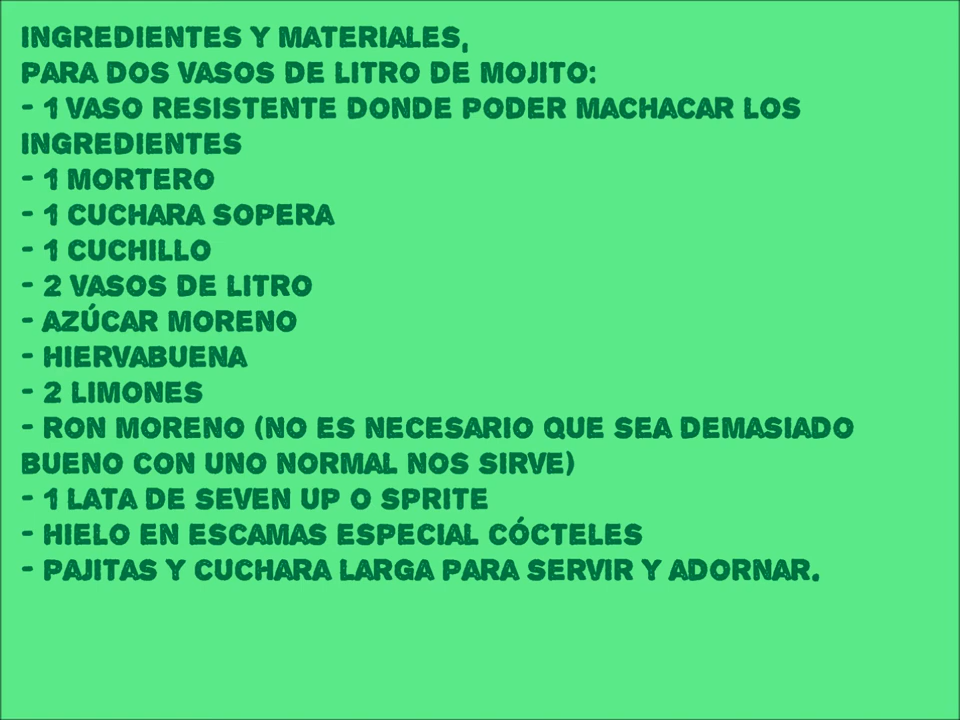 INGREDIENTES Y MATERIALES,
PARA DOS VASOS DE LITRO DE MOJITO:
- 1 VASO RESISTENTE DONDE PODER MACHACAR LOS
INGREDIENTES
- 1 MORTERO
- 1 CUCHARA SOPERA
- 1 CUCHILLO
- 2 VASOS DE LITRO
- AZÚCAR MORENO
- HIERVABUENA
- 2 LIMONES
- RON MORENO (NO ES NECESARIO QUE SEA DEMASIADO
BUENO CON UNO NORMAL NOS SIRVE)
- 1 LATA DE SEVEN UP O SPRITE
- HIELO EN ESCAMAS ESPECIAL CÓCTELES
- PAJITAS Y CUCHARA LARGA PARA SERVIR Y ADORNAR.